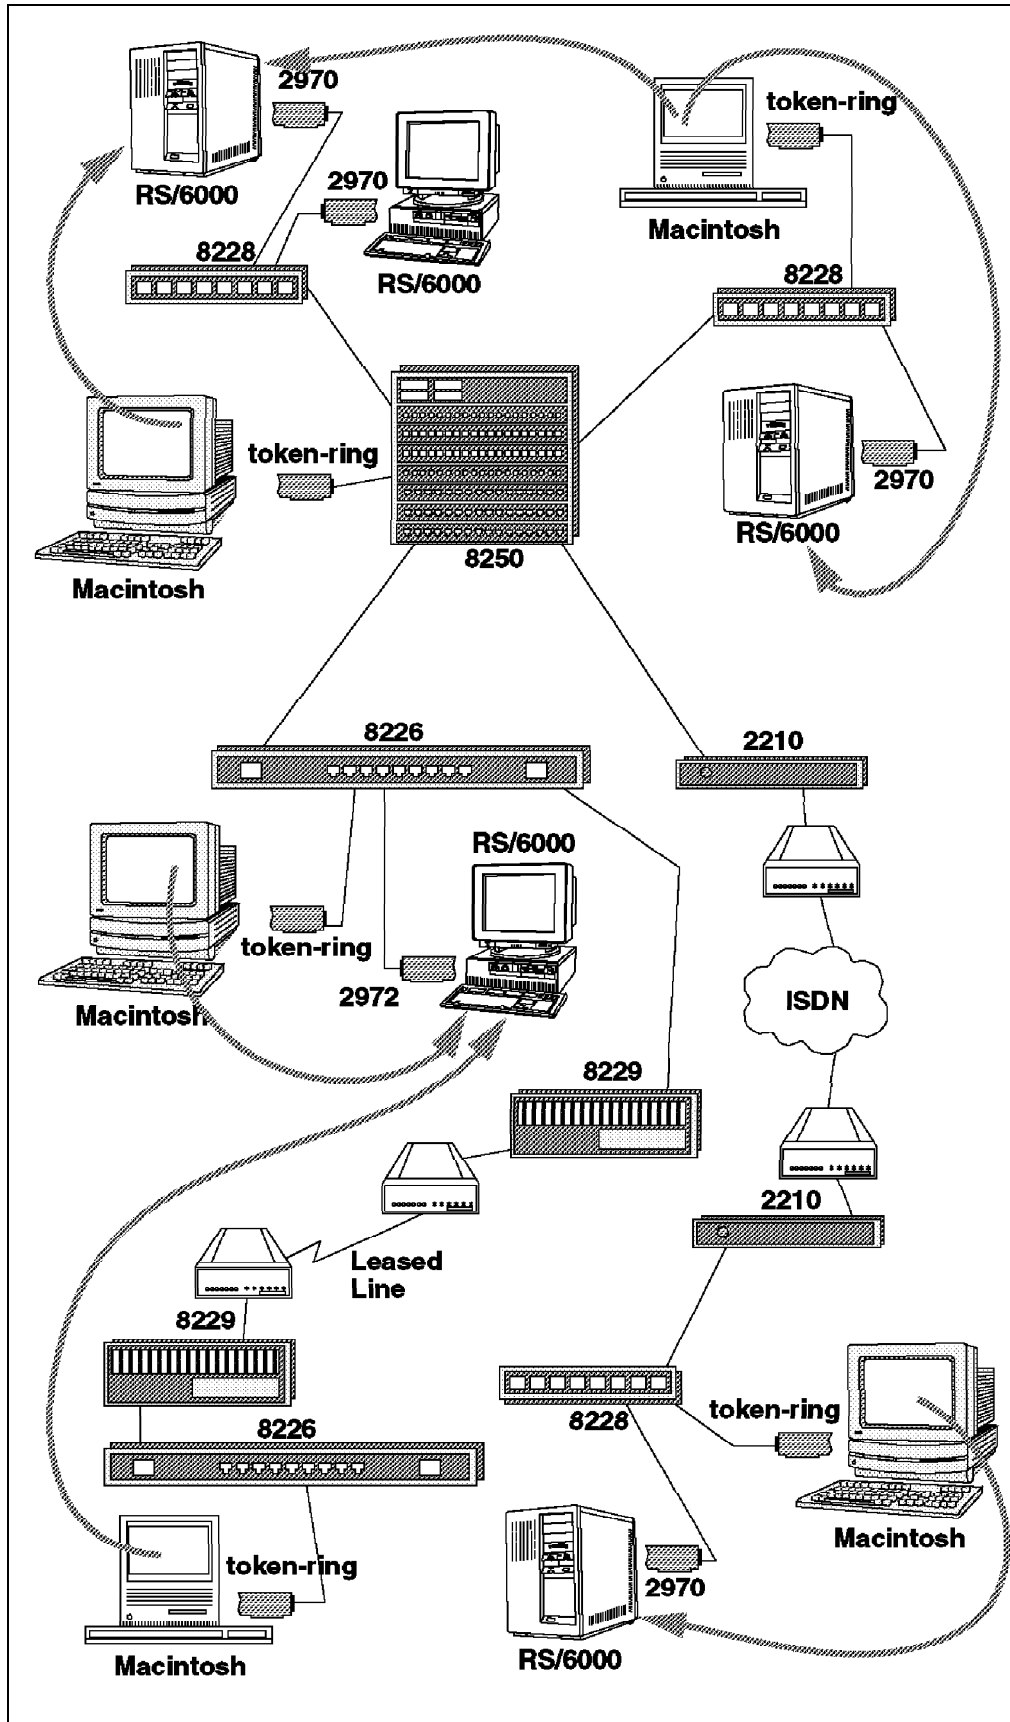 2970
token-ring
RS/6000
2970
8228
RS/6000
Macintosh
8228
token-ring
2970
RS/6000
8250
Macintosh
8226
2210
RS/6000
token-ring
2972
Macintosh
ISDN
8229
2210
Leased
Line
8229
8228
token-ring
8226
Macintosh
token-ring
2970
RS/6000
Macintosh